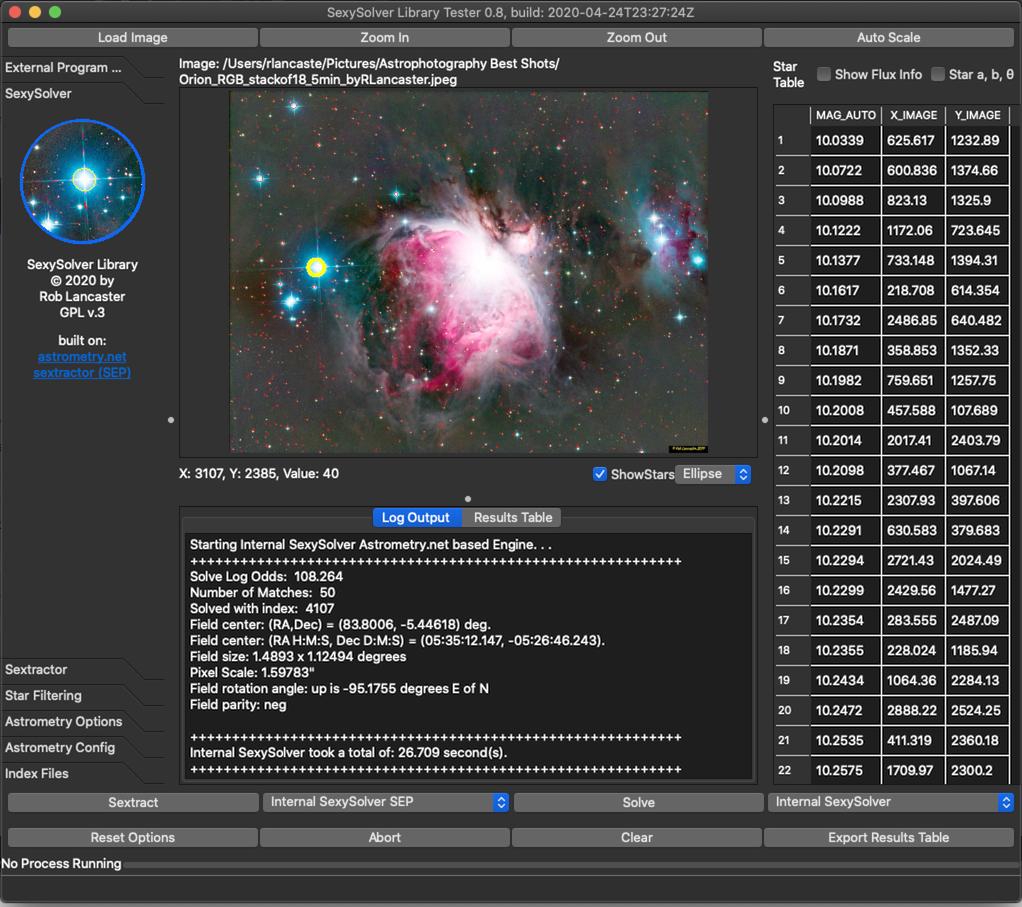 SexySolver Library Tester 0.8, build: 2020-04-24T23:27:24Z
Load Image
Zoom In
Zoom Out
Auto Scale
External Program ...
SexySolver
SexySolver Library
© 2020 by
Rob Lancaster
GPL v.3
built on:
astrometry.net
sextractor (SEP)
Sextractor
Star Filtering
Astrometry Options
Astrometry Config
Index Files
Image: /Users/rlancaste/Pictures/Astrophotography Best Shots/
Orion_RGB_stackof18_5min_byRLancaster.jpeg
X: 3107, Y: 2385, Value: 40
ShowStars
Ellipse
Log Output
Results Table
Starting Internal SexySolver Astrometry.net based Engine. . .
++++++++++++++++++++++++++++++++++++++++++++++++++++++++++++
Solve Log Odds: 108.264
Number of Matches: 50
Solved with index: 4107
Field center: (RA,Dec) = (83.8006, -5.44618) deg.
Field center: (RA H:M:S, Dec D:M:S) = (05:35:12.147, -05:26:46.243).
Field size: 1.4893 x 1.12494 degrees
Pixel Scale: 1.59783"
Field rotation angle: up is -95.1755 degrees E of N
Field parity: neg
++++++++++++++++++++++++++++++++++++++++++++++++++++++++++++
Internal SexySolver took a total of: 26.709 second(s).
++++++++++++++++++++++++++++++++++++++++++++++++++++++++++++
Star
Table
Show Flux Info
Star a, b, θ
MAG_AUTO X_IMAGE Y_IMAGE
1 10.0339 625.617 1232.89
2 10.0722 600.836 1374.66
3 10.0988 823.13 1325.9
4 10.1222 1172.06 723.645
5 10.1377 733.148 1394.31
6 10.1617 218.708 614.354
7 10.1732 2486.85 640.482
8 10.1871 358.853 1352.33
9 10.1982 759.651 1257.75
10 10.2008 457.588 107.689
11 10.2014 2017.41 2403.79
12 10.2098 377.467 1067.14
13 10.2215 2307.93 397.606
14 10.2291 630.583 379.683
15 10.2294 2721.43 2024.49
16 10.2299 2429.56 1477.27
17 10.2354 283.555 2487.09
18 10.2355 228.024 1185.94
19 10.2434 1064.36 2284.13
20 10.2472 2888.22 2524.25
21 10.2535 411.319 2360.18
22 10.2575 1709.97 2300.2
Sextract
Internal SexySolver SEP
Solve
Internal SexySolver
Reset Options
Abort
Clear
Export Results Table
No Process Running